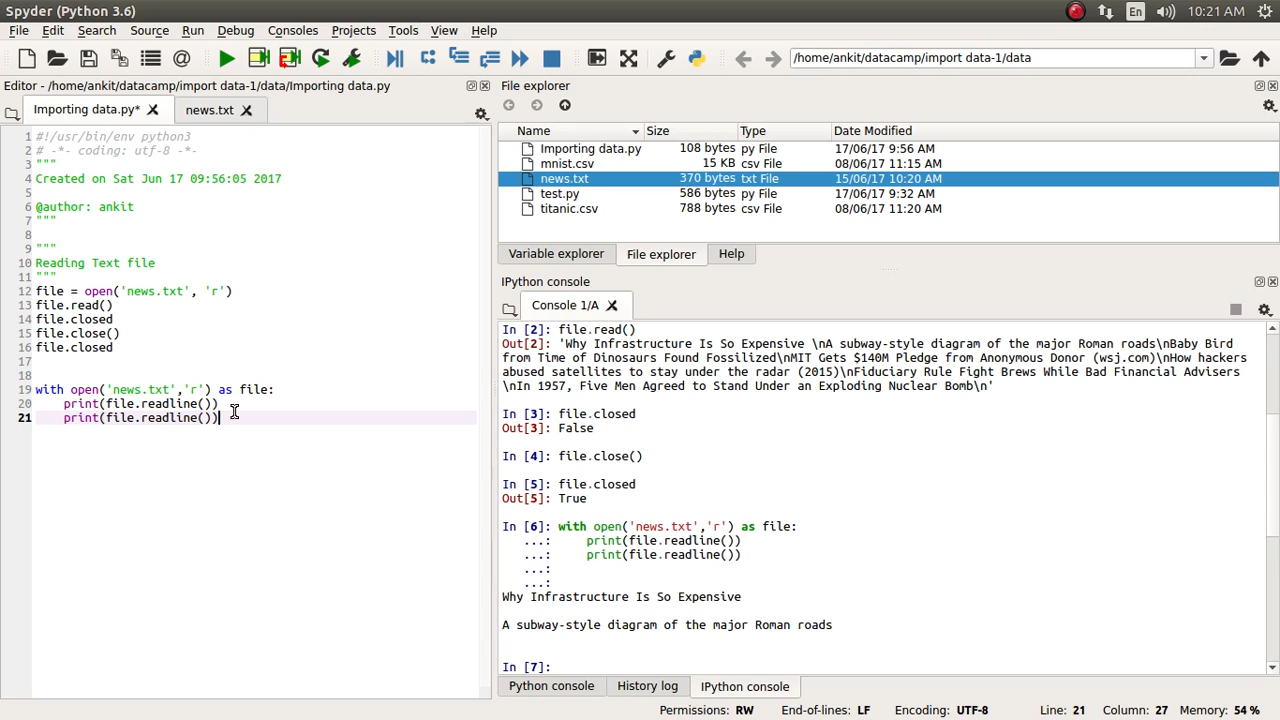 Spyder (Python 3.6)
En
10:21 AM
File Edit Search Source Run Debug Consoles Projects Tools View Help
/home/ankit/datacamp/import data-1/data
Editor - /home/ankit/datacamp/import data-1/data/Importing data.py
Importing data.py*
news.txt
1 #!/usr/bin/env python3
2 # -*- coding: utf-8 -*-
3 """
4 Created on Sat Jun 17 09:56:05 2017
5
6 @author: ankit
7 """
8
9 """
10 Reading Text file
11 """
12 file = open('news.txt', 'r')
13 file.read()
14 file.closed
15 file.close()
16 file.closed
17
18
19 with open('news.txt','r') as file:
20 print(file.readline())
21 print(file.readline())
File explorer
Name Size Type Date Modified
Importing data.py 108 bytes py File 17/06/17 9:56 AM
mnist.csv 15 KB csv File 08/06/17 11:15 AM
news.txt 370 bytes txt File 15/06/17 10:20 AM
test.py 586 bytes py File 17/06/17 9:32 AM
titanic.csv 788 bytes csv File 08/06/17 11:20 AM
Variable explorer File explorer Help
IPython console
Console 1/A
In [2]: file.read()
Out[2]: 'Why Infrastructure Is So Expensive \nA subway-style diagram of the major Roman roads\nBaby Bird
from Time of Dinosaurs Found Fossilized\nMIT Gets $140M Pledge from Anonymous Donor (wsj.com)\nHow hackers
abused satellites to stay under the radar (2015)\nFiduciary Rule Fight Brews While Bad Financial Advisers
\nIn 1957, Five Men Agreed to Stand Under an Exploding Nuclear Bomb\n'
In [3]: file.closed
Out[3]: False
In [4]: file.close()
In [5]: file.closed
Out[5]: True
In [6]: with open('news.txt','r') as file:
...: print(file.readline())
...: print(file.readline())
...:
...:
Why Infrastructure Is So Expensive
A subway-style diagram of the major Roman roads
In [7]:
Python console History log IPython console
Permissions: RW End-of-lines: LF Encoding: UTF-8 Line: 21 Column: 27 Memory: 54 %